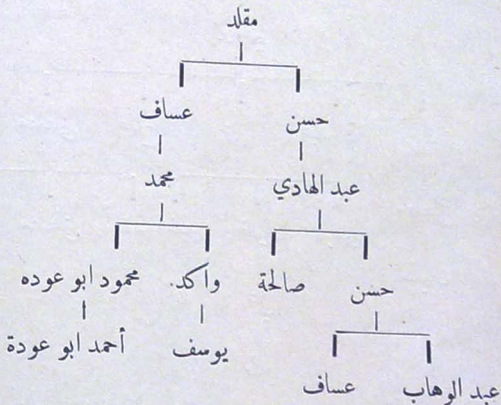 مقلد
حسن عساف
عبد الهادي محمد
حسن صالحة واكد. محمود ابو عوده
يوسف أحمد ابو عودة
عبد الوهاب عساف